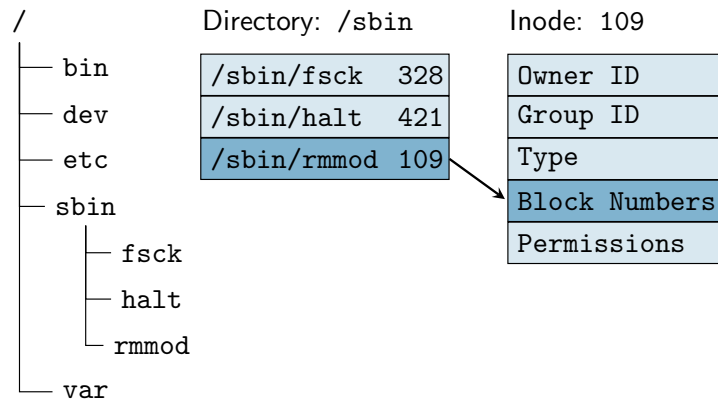 /
bin
dev
etc
sbin
fsck
halt
rmmod
var
Directory: /sbin
/sbin/fsck 328
/sbin/halt 421
/sbin/rmmod 109
Inode: 109
Owner ID
Group ID
Type
Block Numbers
Permissions